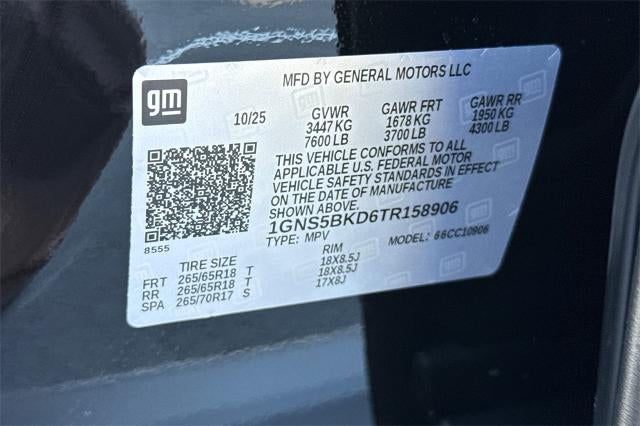 MFD BY GENERAL MOTORS LLC
gm
10/25 GVWR GAWR FRT GAWR RR
3447 KG 1678 KG 1950 KG
7600 LB 3700 LB 4300 LB
THIS VEHICLE CONFORMS TO ALL
APPLICABLE U.S. FEDERAL MOTOR
VEHICLE SAFETY STANDARDS IN EFFECT
ON THE DATE OF MANUFACTURE
SHOWN ABOVE.
1GNS5BKD6TR158906
8555
TYPE: MPV MODEL: 66CC10906
TIRE SIZE RIM
FRT 265/65R18 T 18X8.5J
RR 265/65R18 T 18X8.5J
SPA 265/70R17 S 17X8J